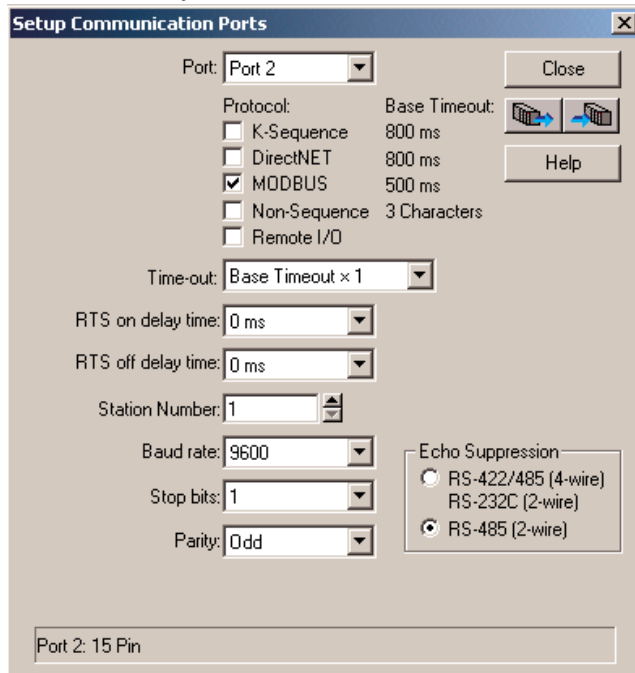 Setup Communication Ports
Port: Port 2
Close
Protocol: Base Timeout:
K-Sequence 800 ms
DirectNET 800 ms
Help
MODBUS 500 ms
Non-Sequence 3 Characters
Remote I/O
Time-out: Base Timeout × 1
RTS on delay time: 0 ms
RTS off delay time: 0 ms
Station Number: 1
Baud rate: 9600
Echo Suppression
RS-422/485 (4-wire)
RS-232C (2-wire)
Stop bits: 1
RS-485 (2-wire)
Parity: Odd
Port 2: 15 Pin